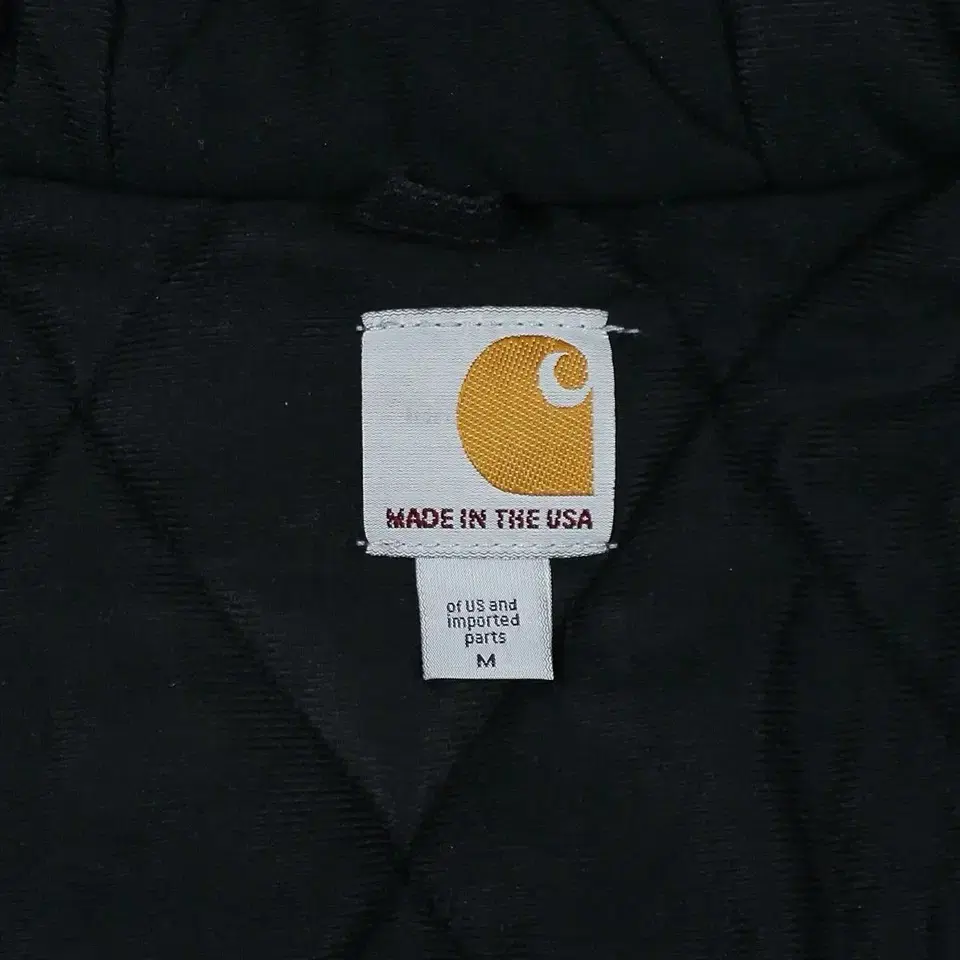 MADE IN THE USA
of US and
imported
parts
M